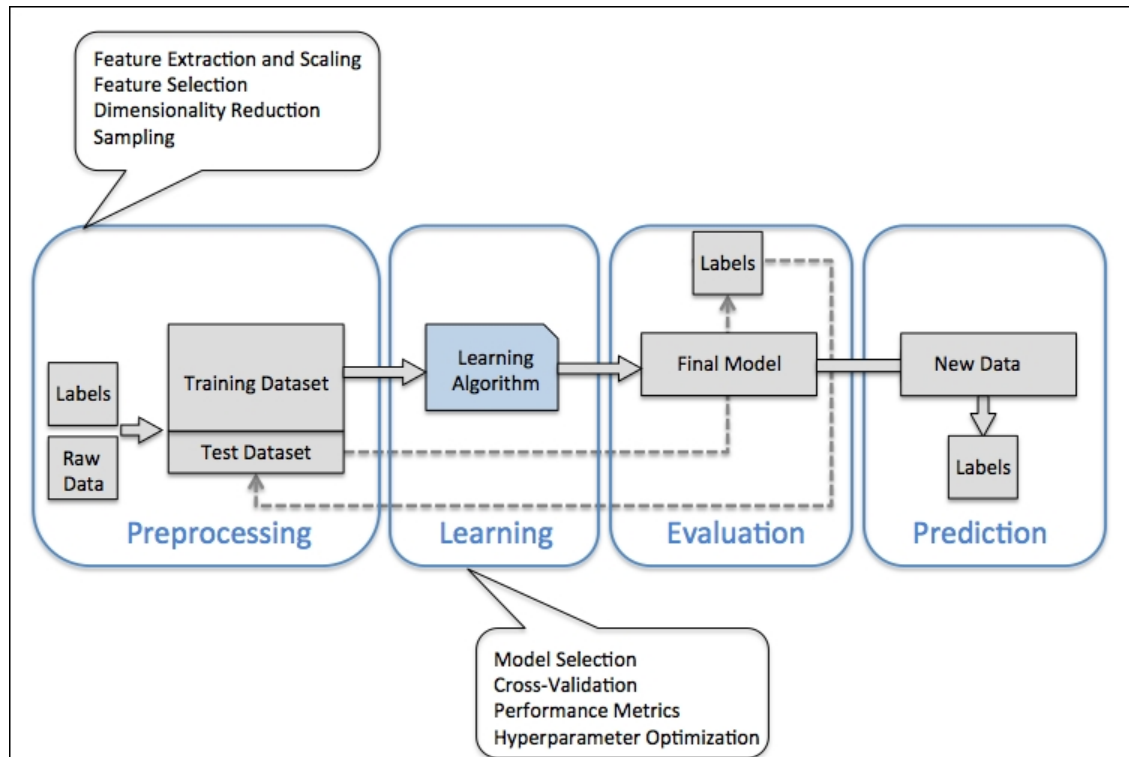 Feature Extraction and Scaling
Feature Selection
Dimensionality Reduction
Sampling
Labels
Raw
Data
Training Dataset
Test Dataset
Preprocessing
Learning
Algorithm
Learning
Labels
Final Model
Evaluation
New Data
Labels
Prediction
Model Selection
Cross-Validation
Performance Metrics
Hyperparameter Optimization